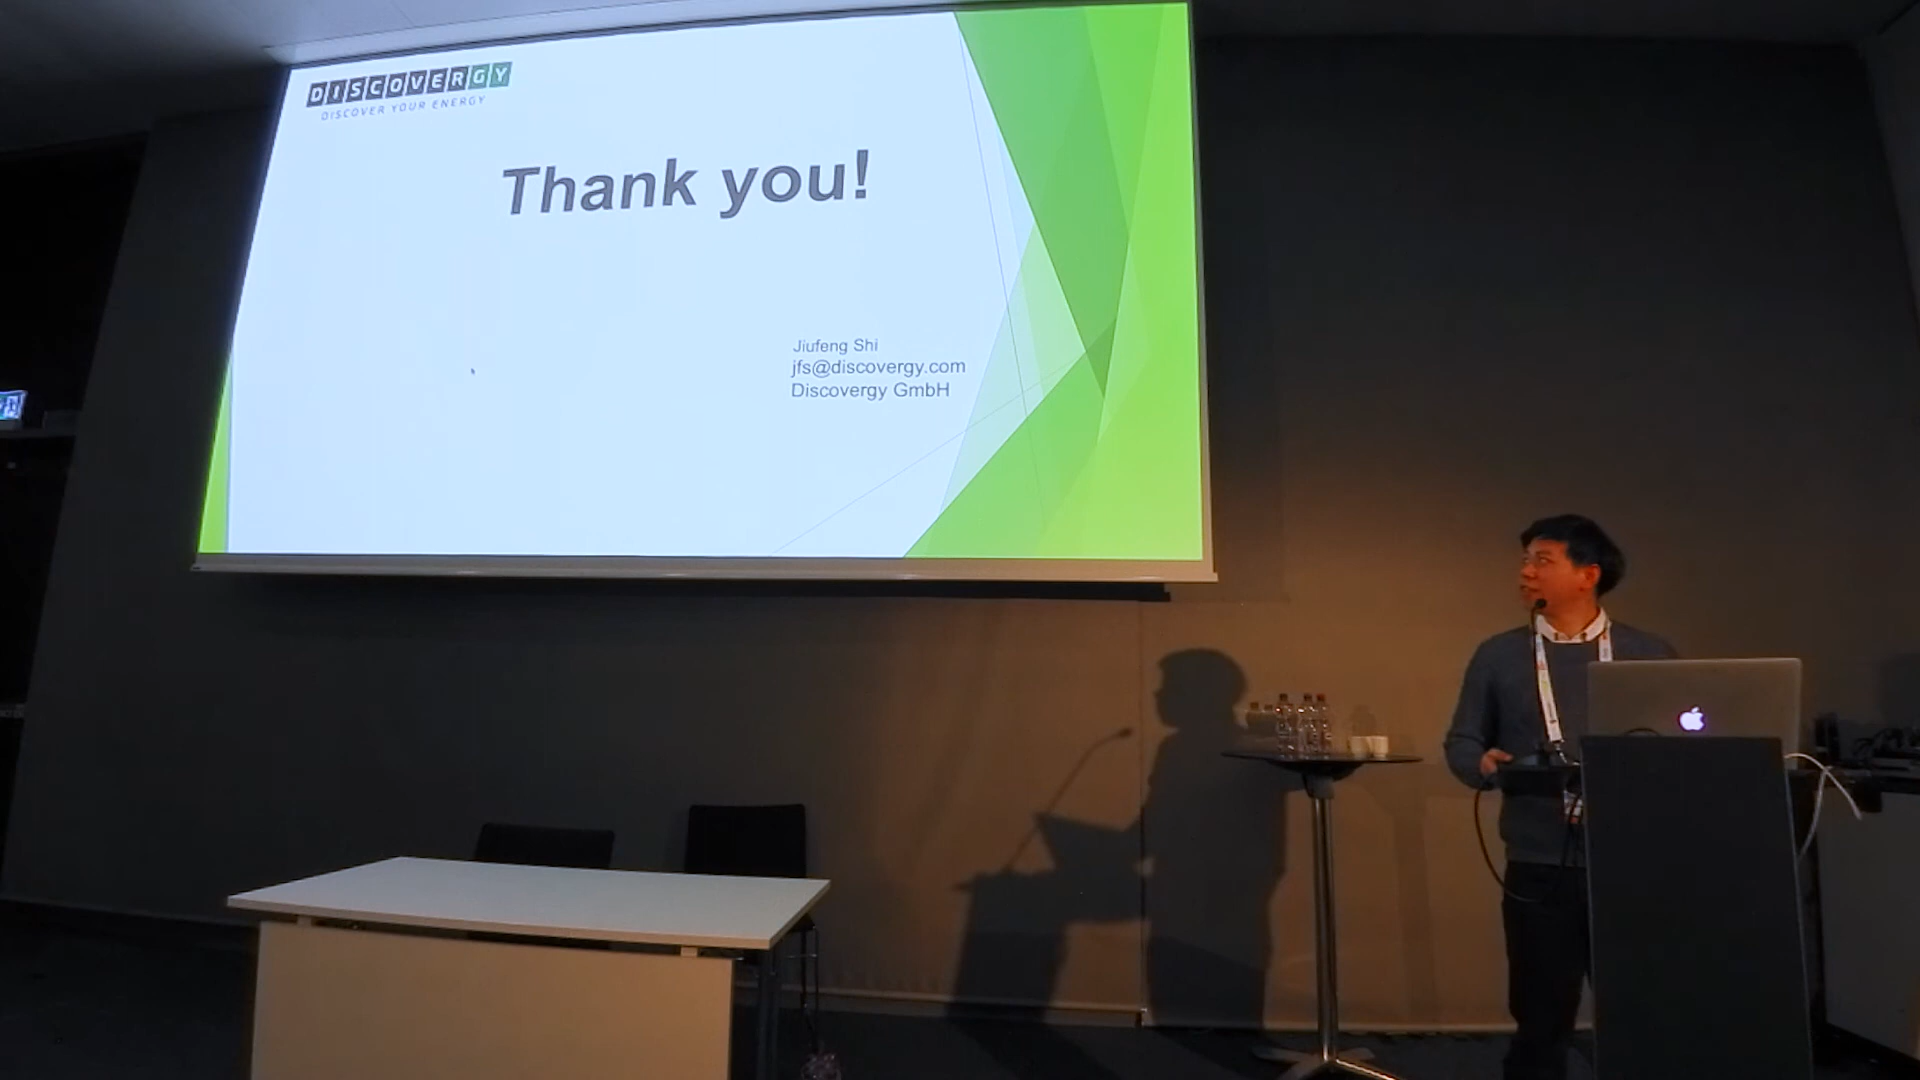 DISCOVERGY
DISCOVER YOUR ENERGY
Thank you!
Jiufeng Shi
jfs@discovergy.com
Discovergy GmbH